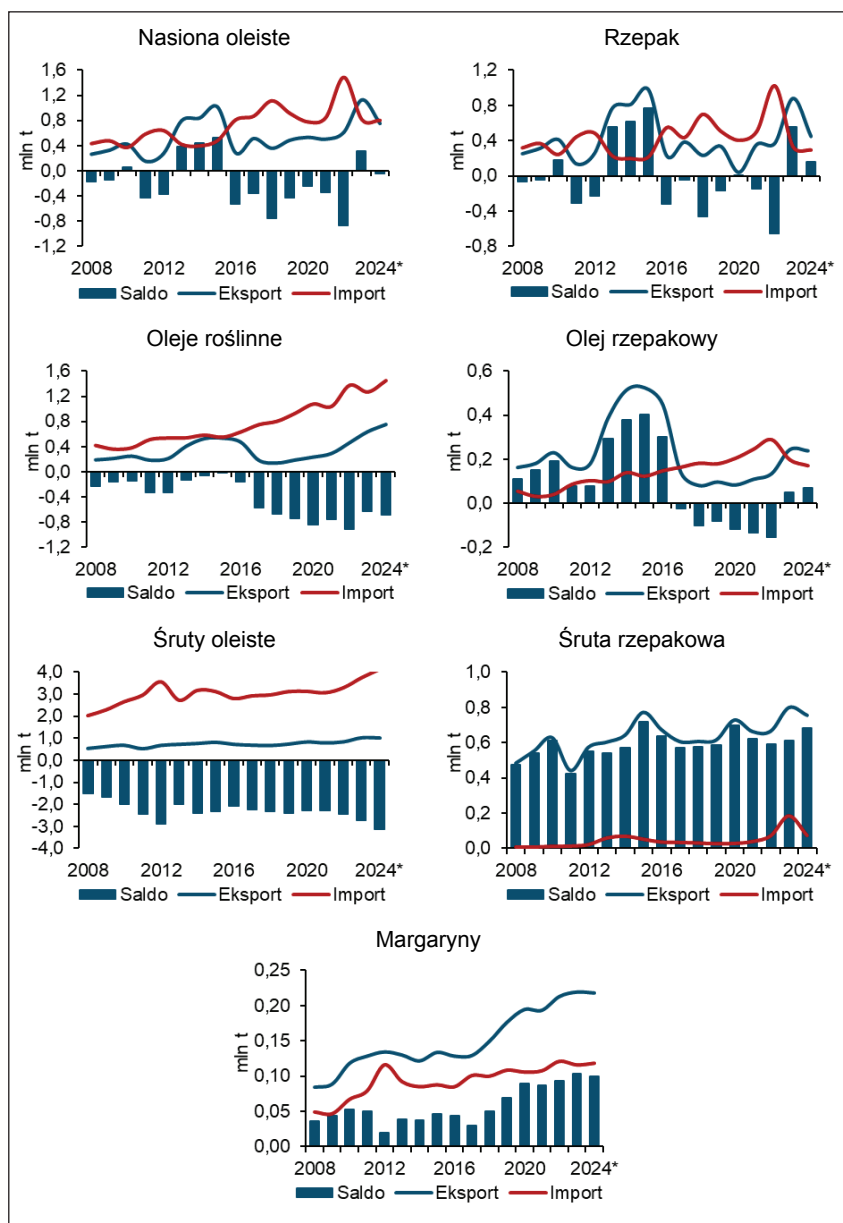 Nasiona oleiste
1,6
1,2
0,8
0,4
0,0
-0,4
-0,8
-1,2
mln t
2008 2012 2016 2020 2024*
Saldo Eksport Import
Rzepak
1,2
0,8
0,4
0,0
-0,4
-0,8
mln t
2008 2012 2016 2020 2024*
Saldo Eksport Import
Oleje roślinne
1,6
1,2
0,8
0,4
0,0
-0,4
-0,8
-1,2
mln t
2008 2012 2016 2020 2024*
Saldo Eksport Import
Olej rzepakowy
0,6
0,4
0,2
0,0
-0,2
mln t
2008 2012 2016 2020 2024*
Saldo Eksport Import
Śruty oleiste
4,0
3,0
2,0
1,0
0,0
-1,0
-2,0
-3,0
-4,0
mln t
2008 2012 2016 2020 2024*
Saldo Eksport Import
Śruta rzepakowa
1,0
0,8
0,6
0,4
0,2
0,0
mln t
2008 2012 2016 2020 2024*
Saldo Eksport Import
Margaryny
0,25
0,20
0,15
0,10
0,05
0,00
mln t
2008 2012 2016 2020 2024*
Saldo Eksport Import